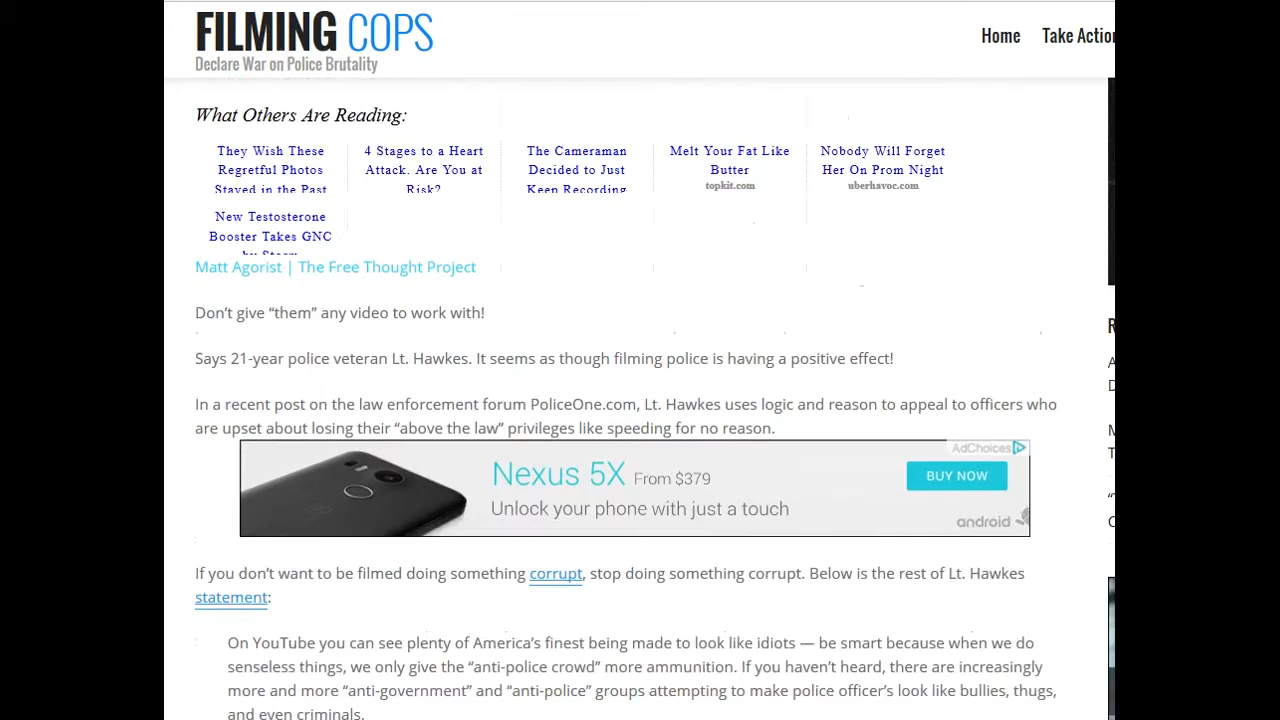 FILMING COPS
Home Take Action
Declare War on Police Brutality
What Others Are Reading:
They Wish These
Regretful Photos
Stayed in the Past
4 Stages to a Heart
Attack. Are You at
Risk?
The Cameraman
Decided to Just
Keep Recording
Melt Your Fat Like
Butter
topkit.com
Nobody Will Forget
Her On Prom Night
uberhavoc.com
New Testosterone
Booster Takes GNC
by Storm
Matt Agorist | The Free Thought Project
Don't give “them” any video to work with!
Says 21-year police veteran Lt. Hawkes. It seems as though filming police is having a positive effect!
In a recent post on the law enforcement forum PoliceOne.com, Lt. Hawkes uses logic and reason to appeal to officers who
are upset about losing their “above the law” privileges like speeding for no reason.
AdChoices
Nexus 5X From $379
BUY NOW
Unlock your phone with just a touch
android
If you don't want to be filmed doing something corrupt, stop doing something corrupt. Below is the rest of Lt. Hawkes
statement:
On YouTube you can see plenty of America's finest being made to look like idiots — be smart because when we do
senseless things, we only give the “anti-police crowd” more ammunition. If you haven't heard, there are increasingly
more and more “anti-government” and “anti-police” groups attempting to make police officer's look like bullies, thugs,
and even criminals.